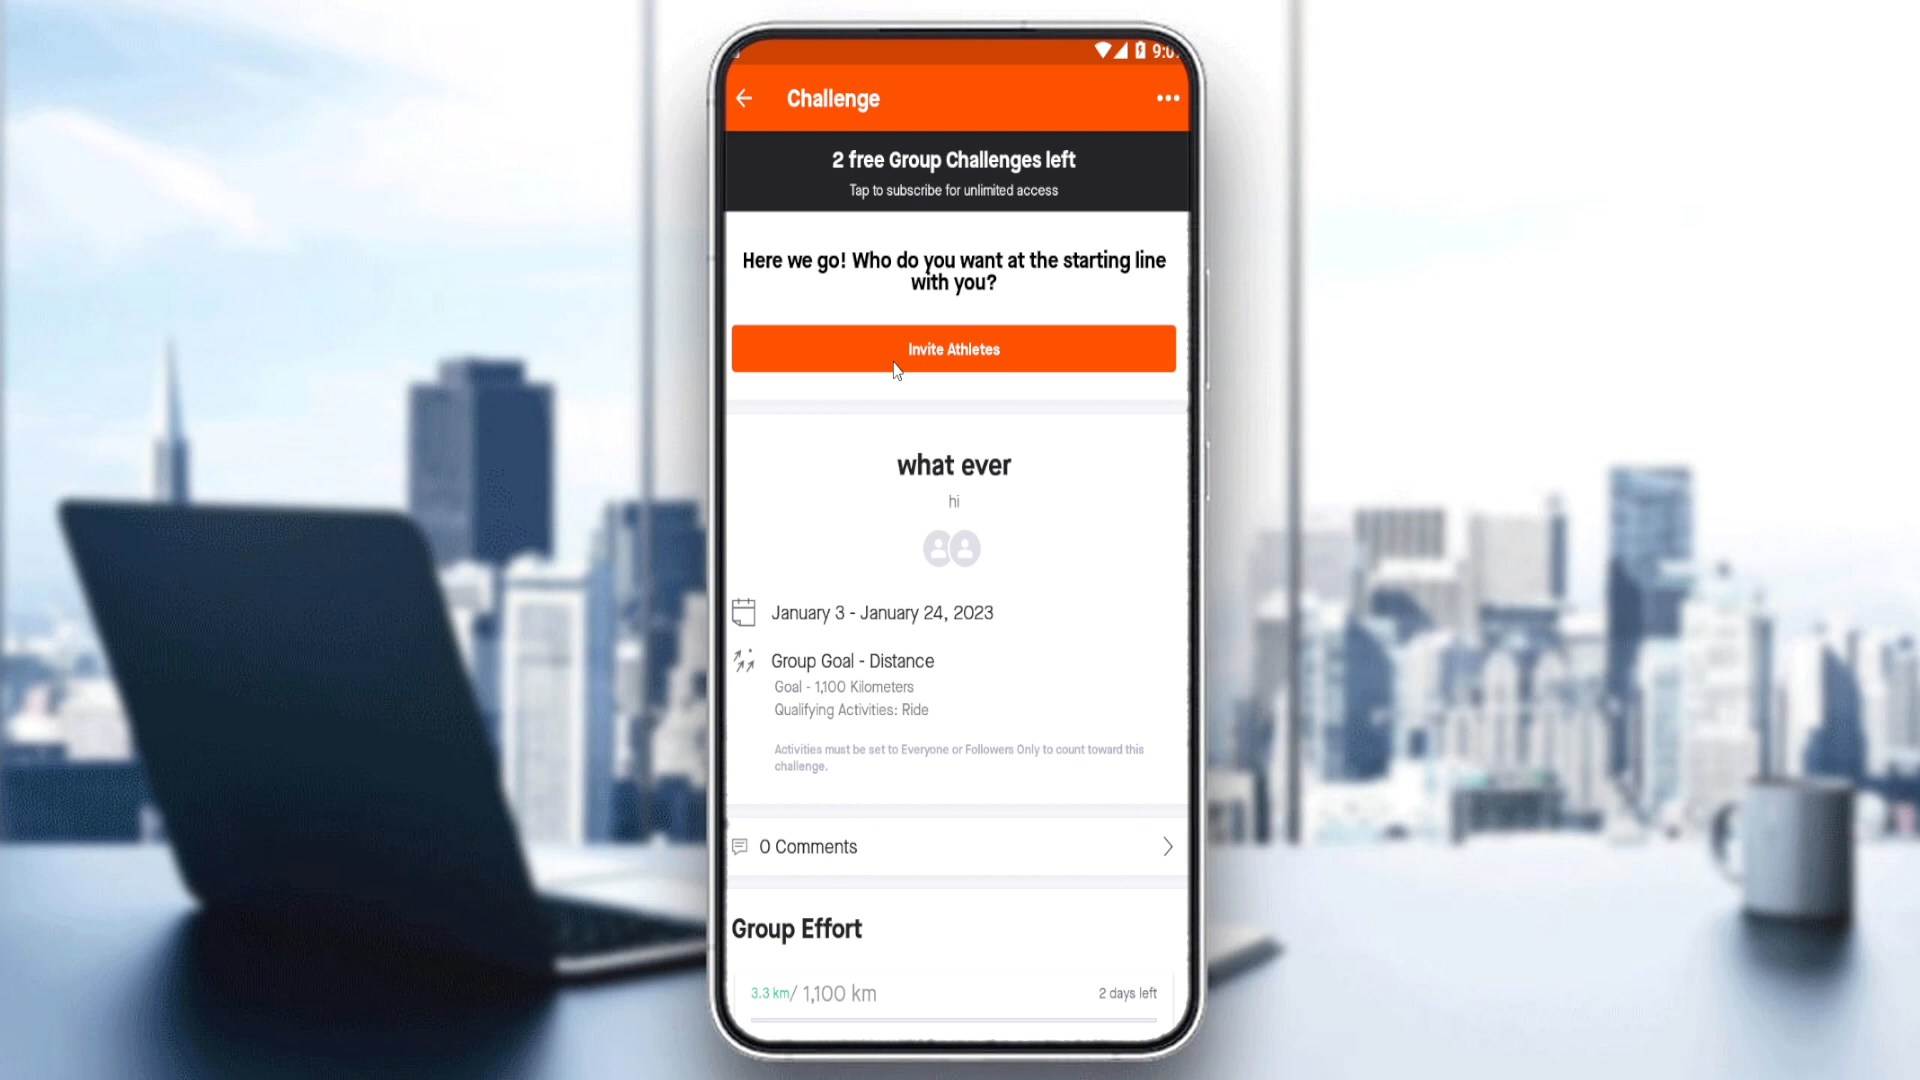 9:0
Challenge
2 free Group Challenges left
Tap to subscribe for unlimited access
Here we go! Who do you want at the starting line
with you?
Invite Athletes
what ever
hi
January 3 - January 24, 2023
Group Goal - Distance
Goal - 1,100 Kilometers
Qualifying Activities: Ride
Activities must be set to Everyone or Followers Only to count toward this
challenge.
0 Comments
Group Effort
3.3 km/ 1,100 km
2 days left